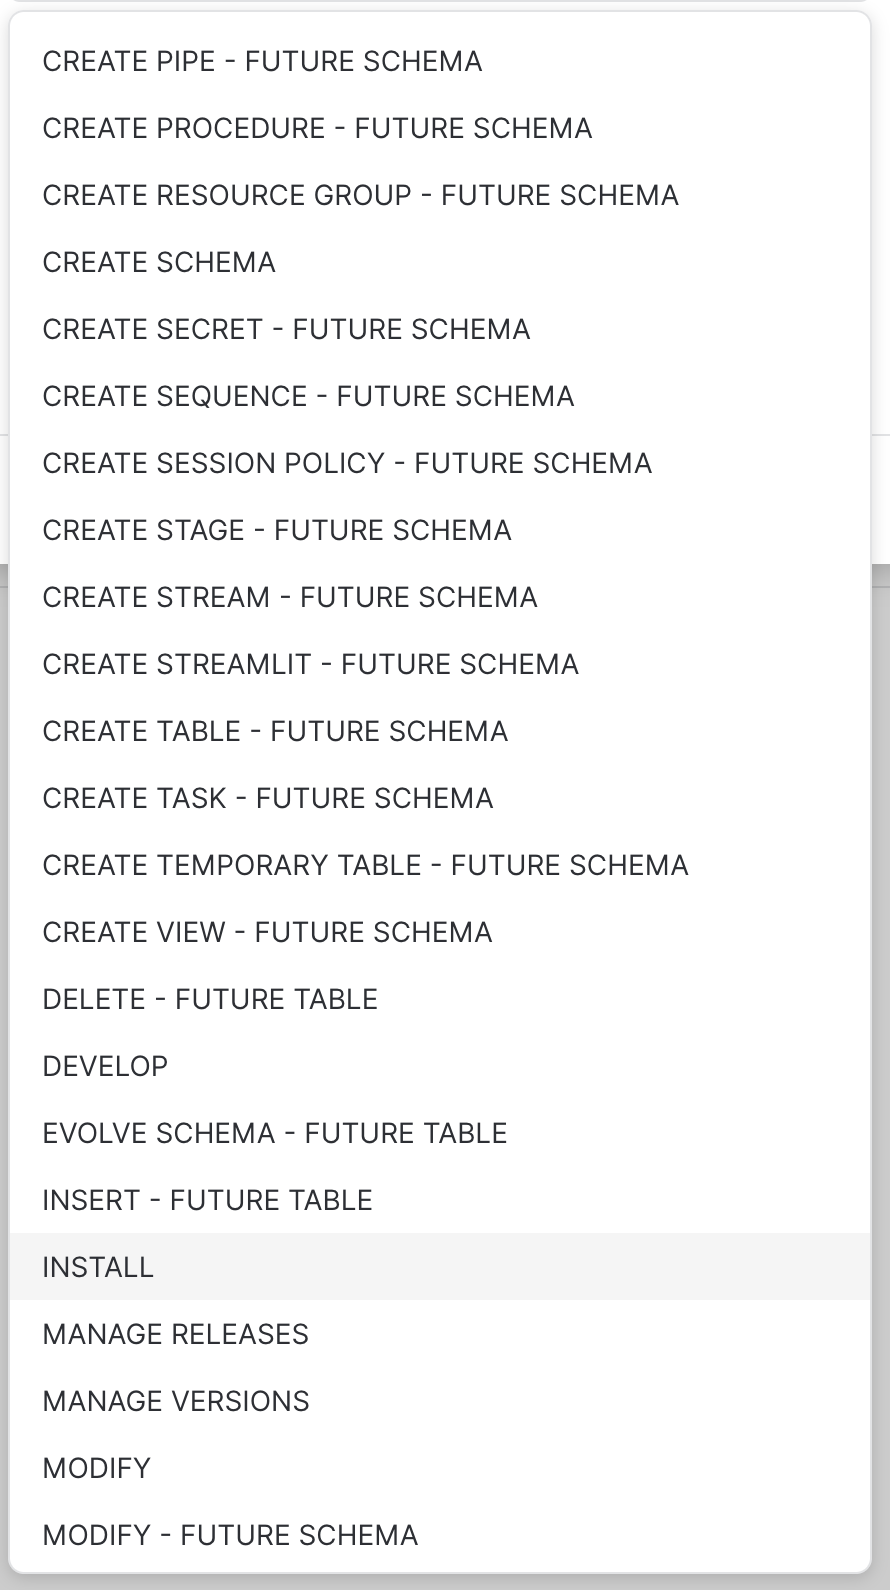 CREATE PIPE - FUTURE SCHEMA
CREATE PROCEDURE - FUTURE SCHEMA
CREATE RESOURCE GROUP - FUTURE SCHEMA
CREATE SCHEMA
CREATE SECRET - FUTURE SCHEMA
CREATE SEQUENCE - FUTURE SCHEMA
CREATE SESSION POLICY - FUTURE SCHEMA
CREATE STAGE - FUTURE SCHEMA
CREATE STREAM - FUTURE SCHEMA
CREATE STREAMLIT - FUTURE SCHEMA
CREATE TABLE - FUTURE SCHEMA
CREATE TASK - FUTURE SCHEMA
CREATE TEMPORARY TABLE - FUTURE SCHEMA
CREATE VIEW - FUTURE SCHEMA
DELETE - FUTURE TABLE
DEVELOP
EVOLVE SCHEMA - FUTURE TABLE
INSERT - FUTURE TABLE
INSTALL
MANAGE RELEASES
MANAGE VERSIONS
MODIFY
MODIFY - FUTURE SCHEMA